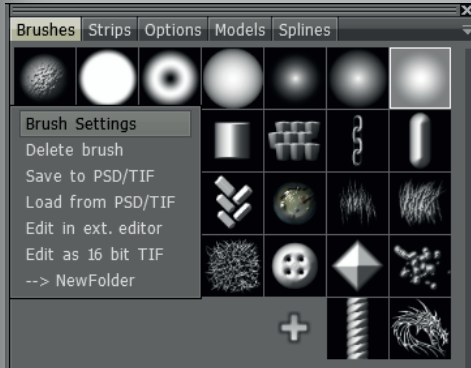 Brushes Strips Options Models Splines
Brush Settings
Delete brush
Save to PSD/TIF
Load from PSD/TIF
Edit in ext. editor
Edit as 16 bit TIF
--> NewFolder